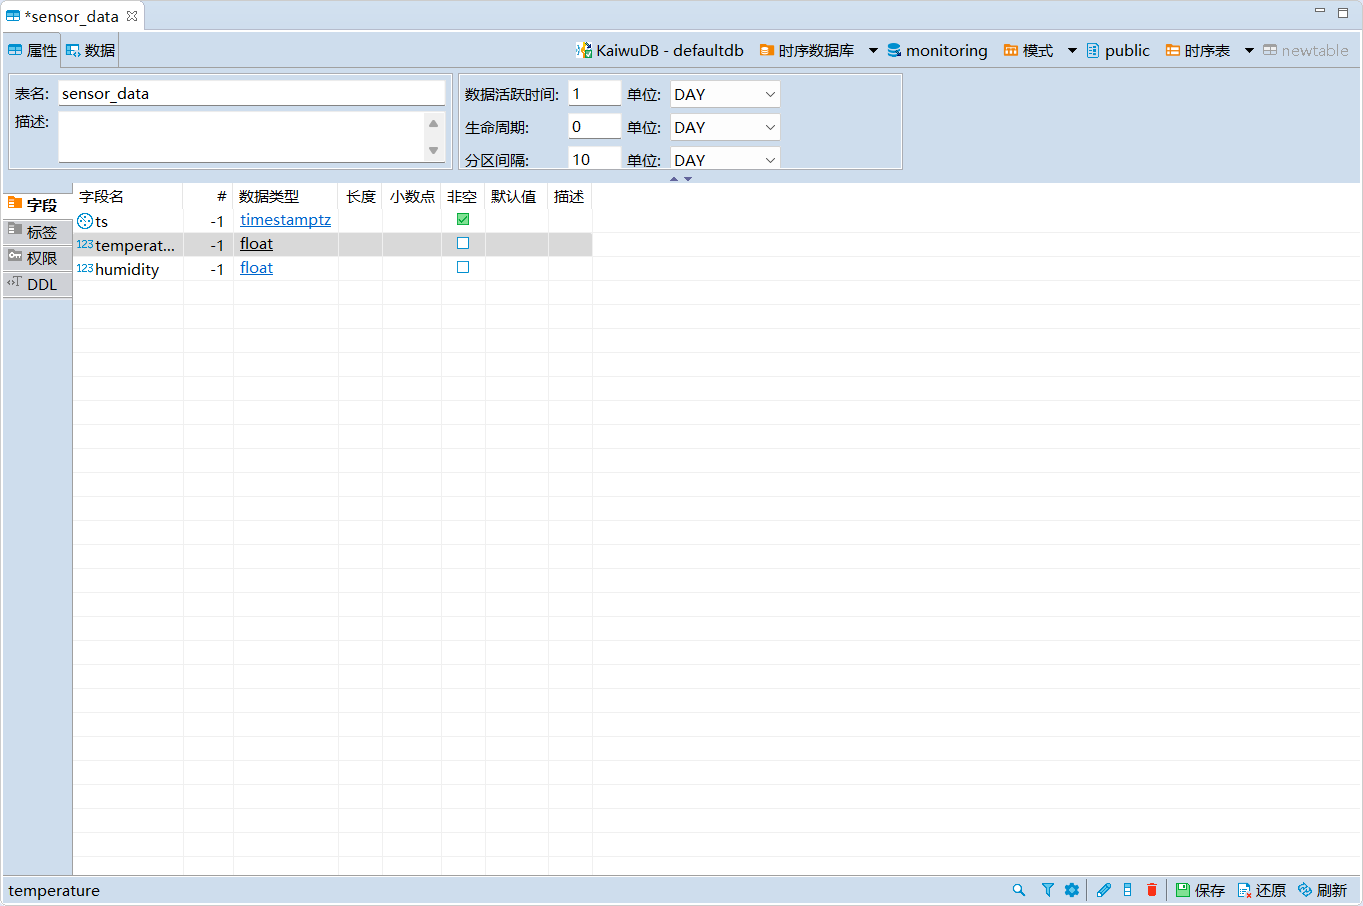 *sensor_data
属性 数据 KaiwuDB - defaultdb 时序数据库 monitoring 模式 public 时序表 newtable
表名: sensor_data
描述:
数据活跃时间: 1 单位: DAY
生命周期: 0 单位: DAY
分区间隔: 10 单位: DAY
字段
标签
权限
DDL
字段名 # 数据类型 长度 小数点 非空 默认值 描述
ts -1 timestamptz
123 temperat... -1 float
123 humidity -1 float
temperature 保存 还原 刷新